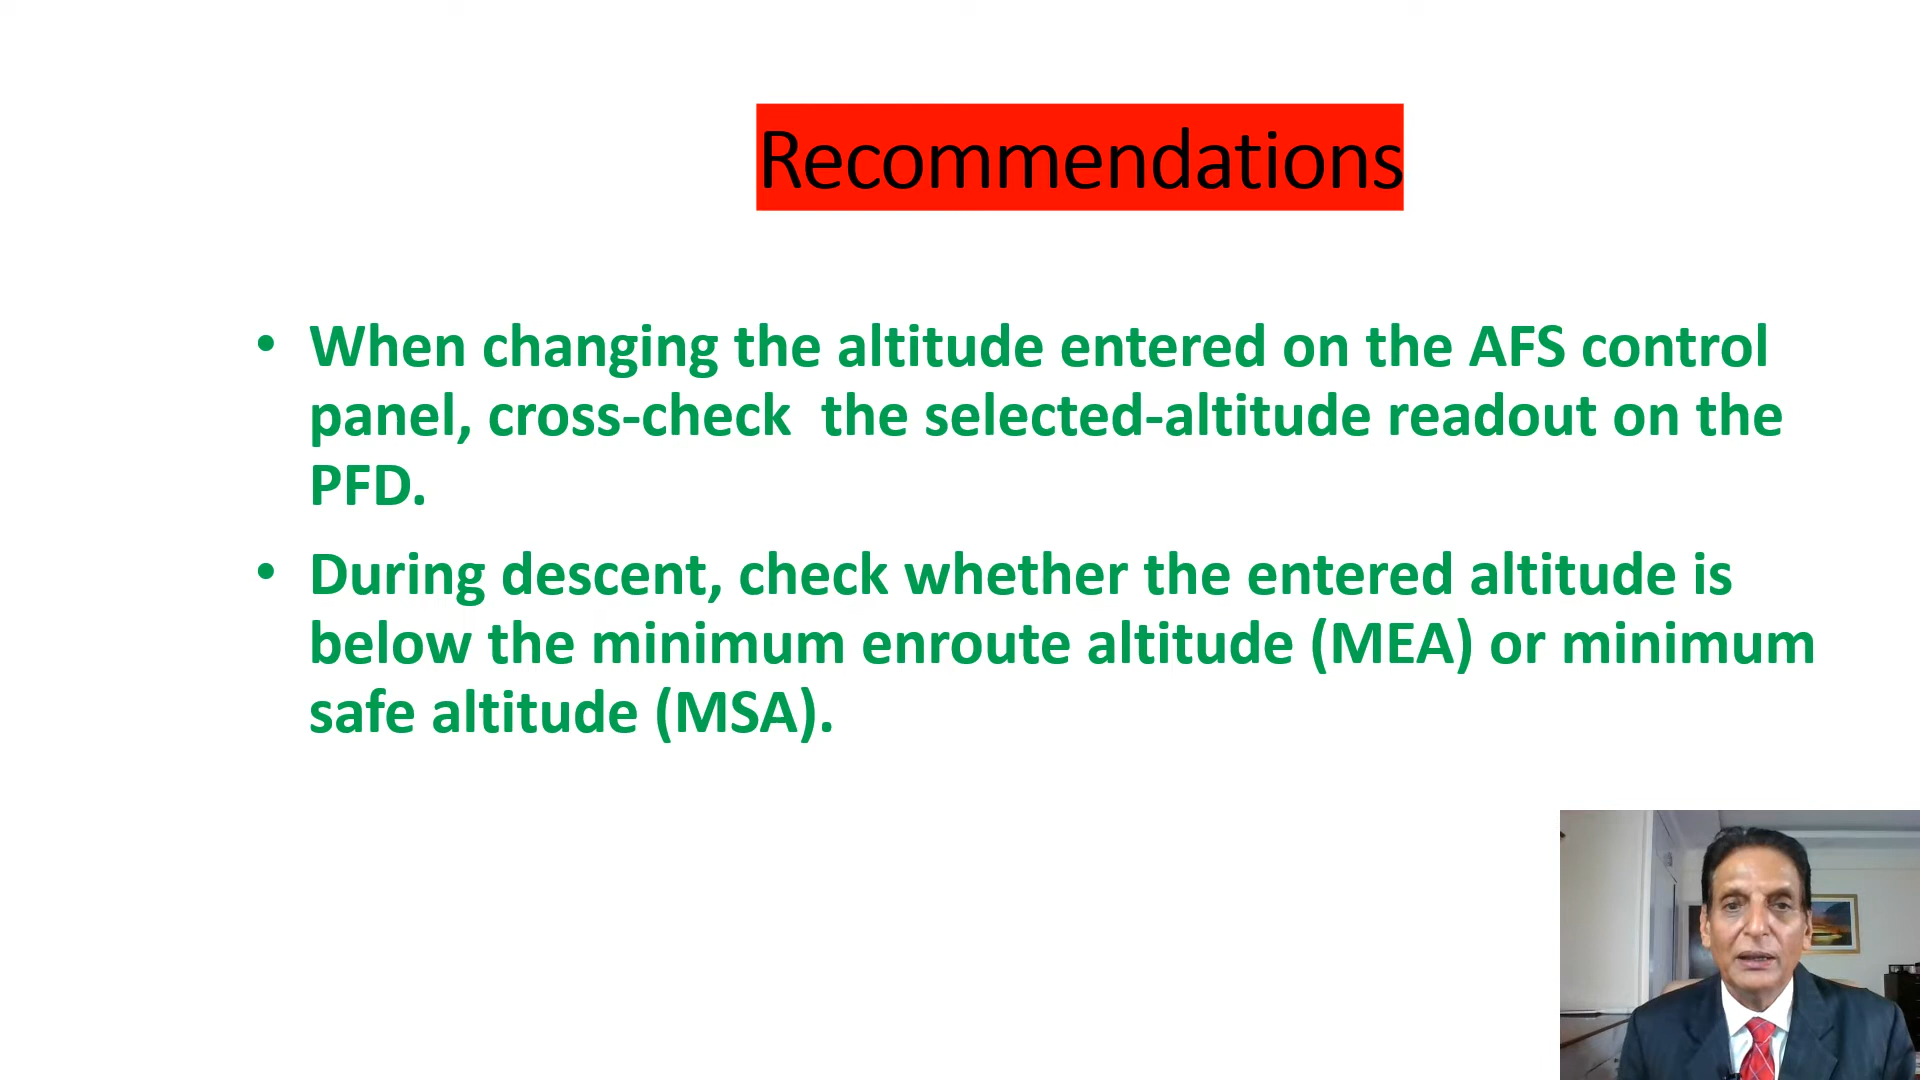 Recommendations
• When changing the altitude entered on the AFS control
panel, cross-check  the selected-altitude readout on the
PFD.
• During descent, check whether the entered altitude is
below the minimum enroute altitude (MEA) or minimum
safe altitude (MSA).